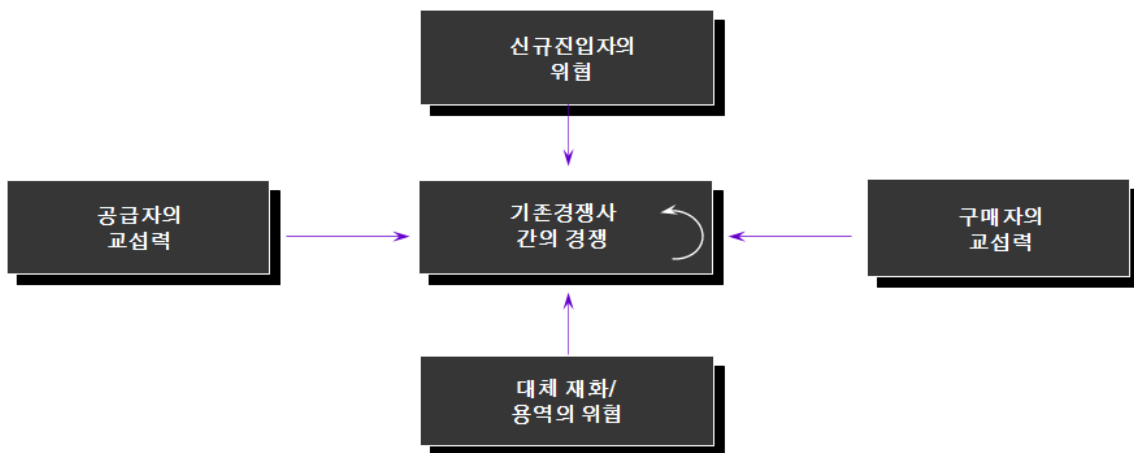 신규진입자의
위협
공급자의
교섭력
기존경쟁사
간의 경쟁
구매자의
교섭력
대체 재화/
용역의 위협